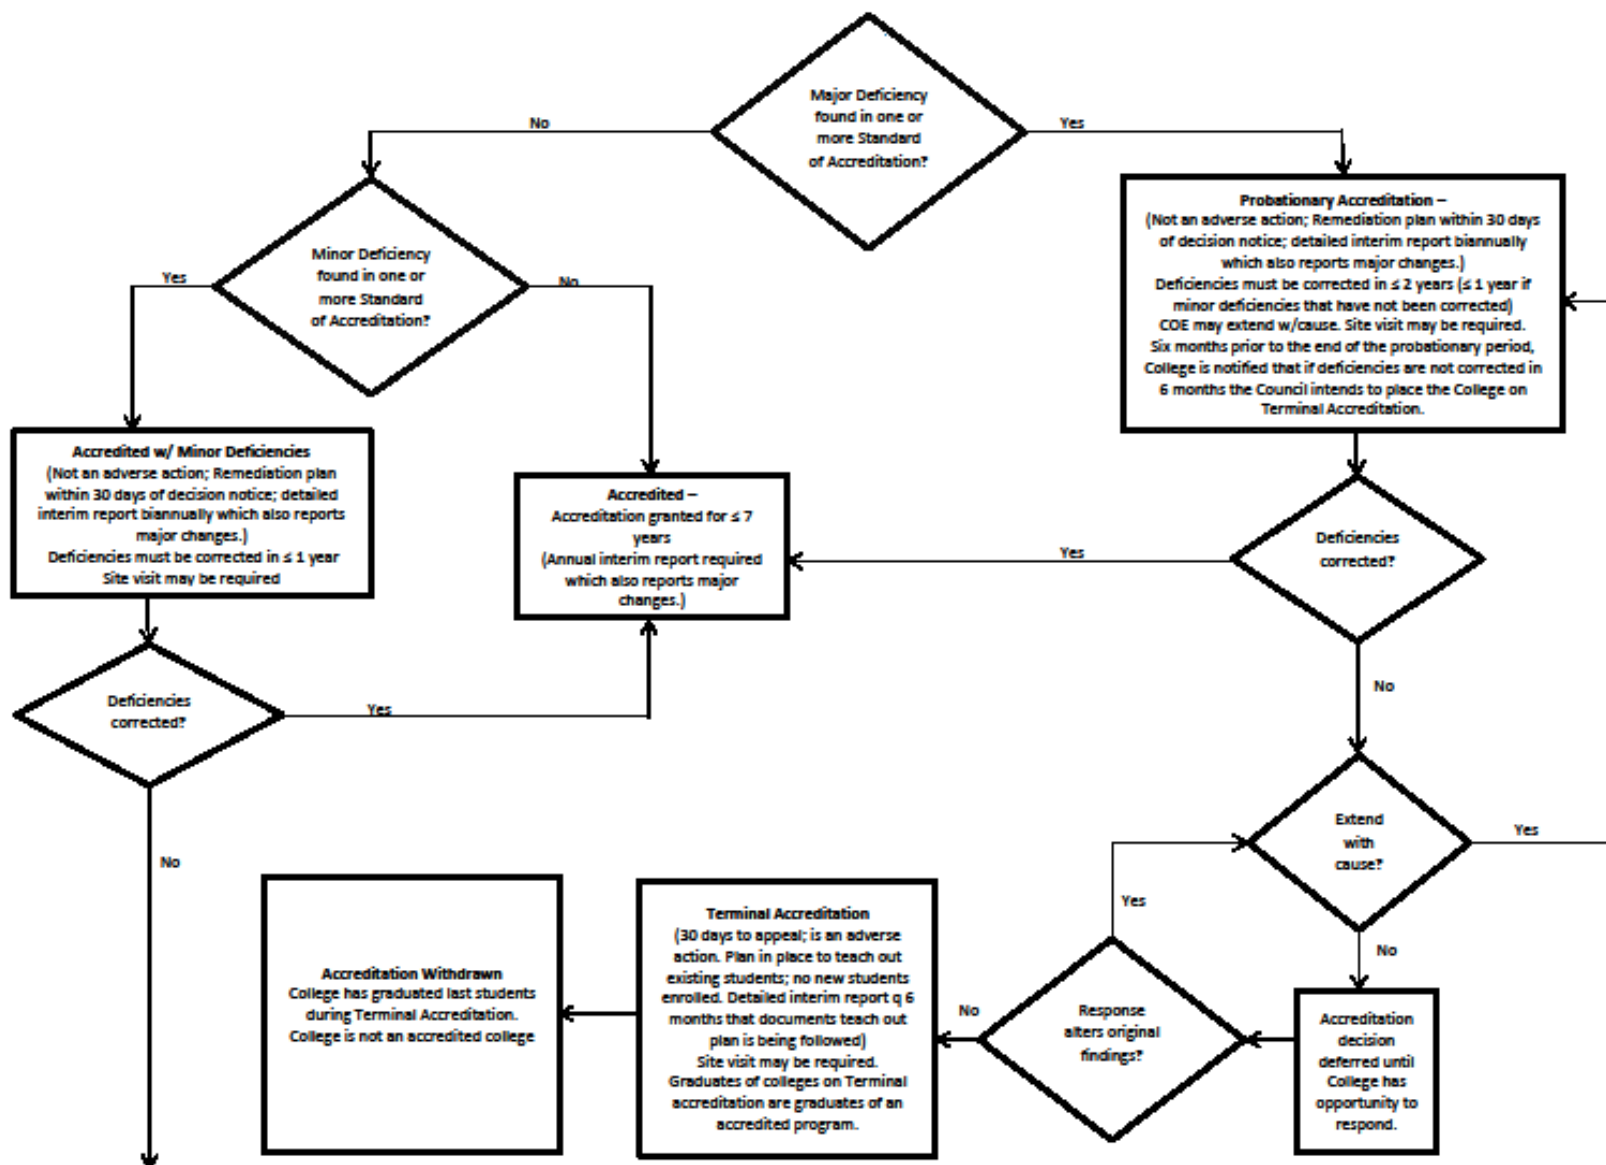 Major Deficiency
found in one or
more Standard
of Accreditation?
No
Yes
Minor Deficiency
found in one or
more Standard
of Accreditation?
Yes
No
Probationary Accreditation –
(Not an adverse action; Remediation plan within 30 days
of decision notice; detailed interim report biannually
which also reports major changes.)
Deficiencies must be corrected in ≤ 2 years (≤ 1 year if
minor deficiencies that have not been corrected)
COE may extend w/cause. Site visit may be required.
Six months prior to the end of the probationary period,
College is notified that if deficiencies are not corrected in
6 months the Council intends to place the College on
Terminal Accreditation.
Accredited w/ Minor Deficiencies
(Not an adverse action; Remediation plan
within 30 days of decision notice; detailed
interim report biannually which also reports
major changes.)
Deficiencies must be corrected in ≤ 1 year
Site visit may be required
Accredited –
Accreditation granted for ≤ 7
years
(Annual interim report required
which also reports major
changes.)
Yes
Deficiencies
corrected?
Deficiencies
corrected?
Yes
No
No
Extend
with
cause?
Yes
No
Yes
Accreditation Withdrawn
College has graduated last students
during Terminal Accreditation.
College is not an accredited college
Terminal Accreditation
(30 days to appeal; is an adverse
action. Plan in place to teach out
existing students; no new students
enrolled. Detailed interim report q 6
months that documents teach out
plan is being followed)
Site visit may be required.
Graduates of colleges on Terminal
accreditation are graduates of an
accredited program.
No
Response
alters original
findings?
Accreditation
decision
deferred until
College has
opportunity to
respond.